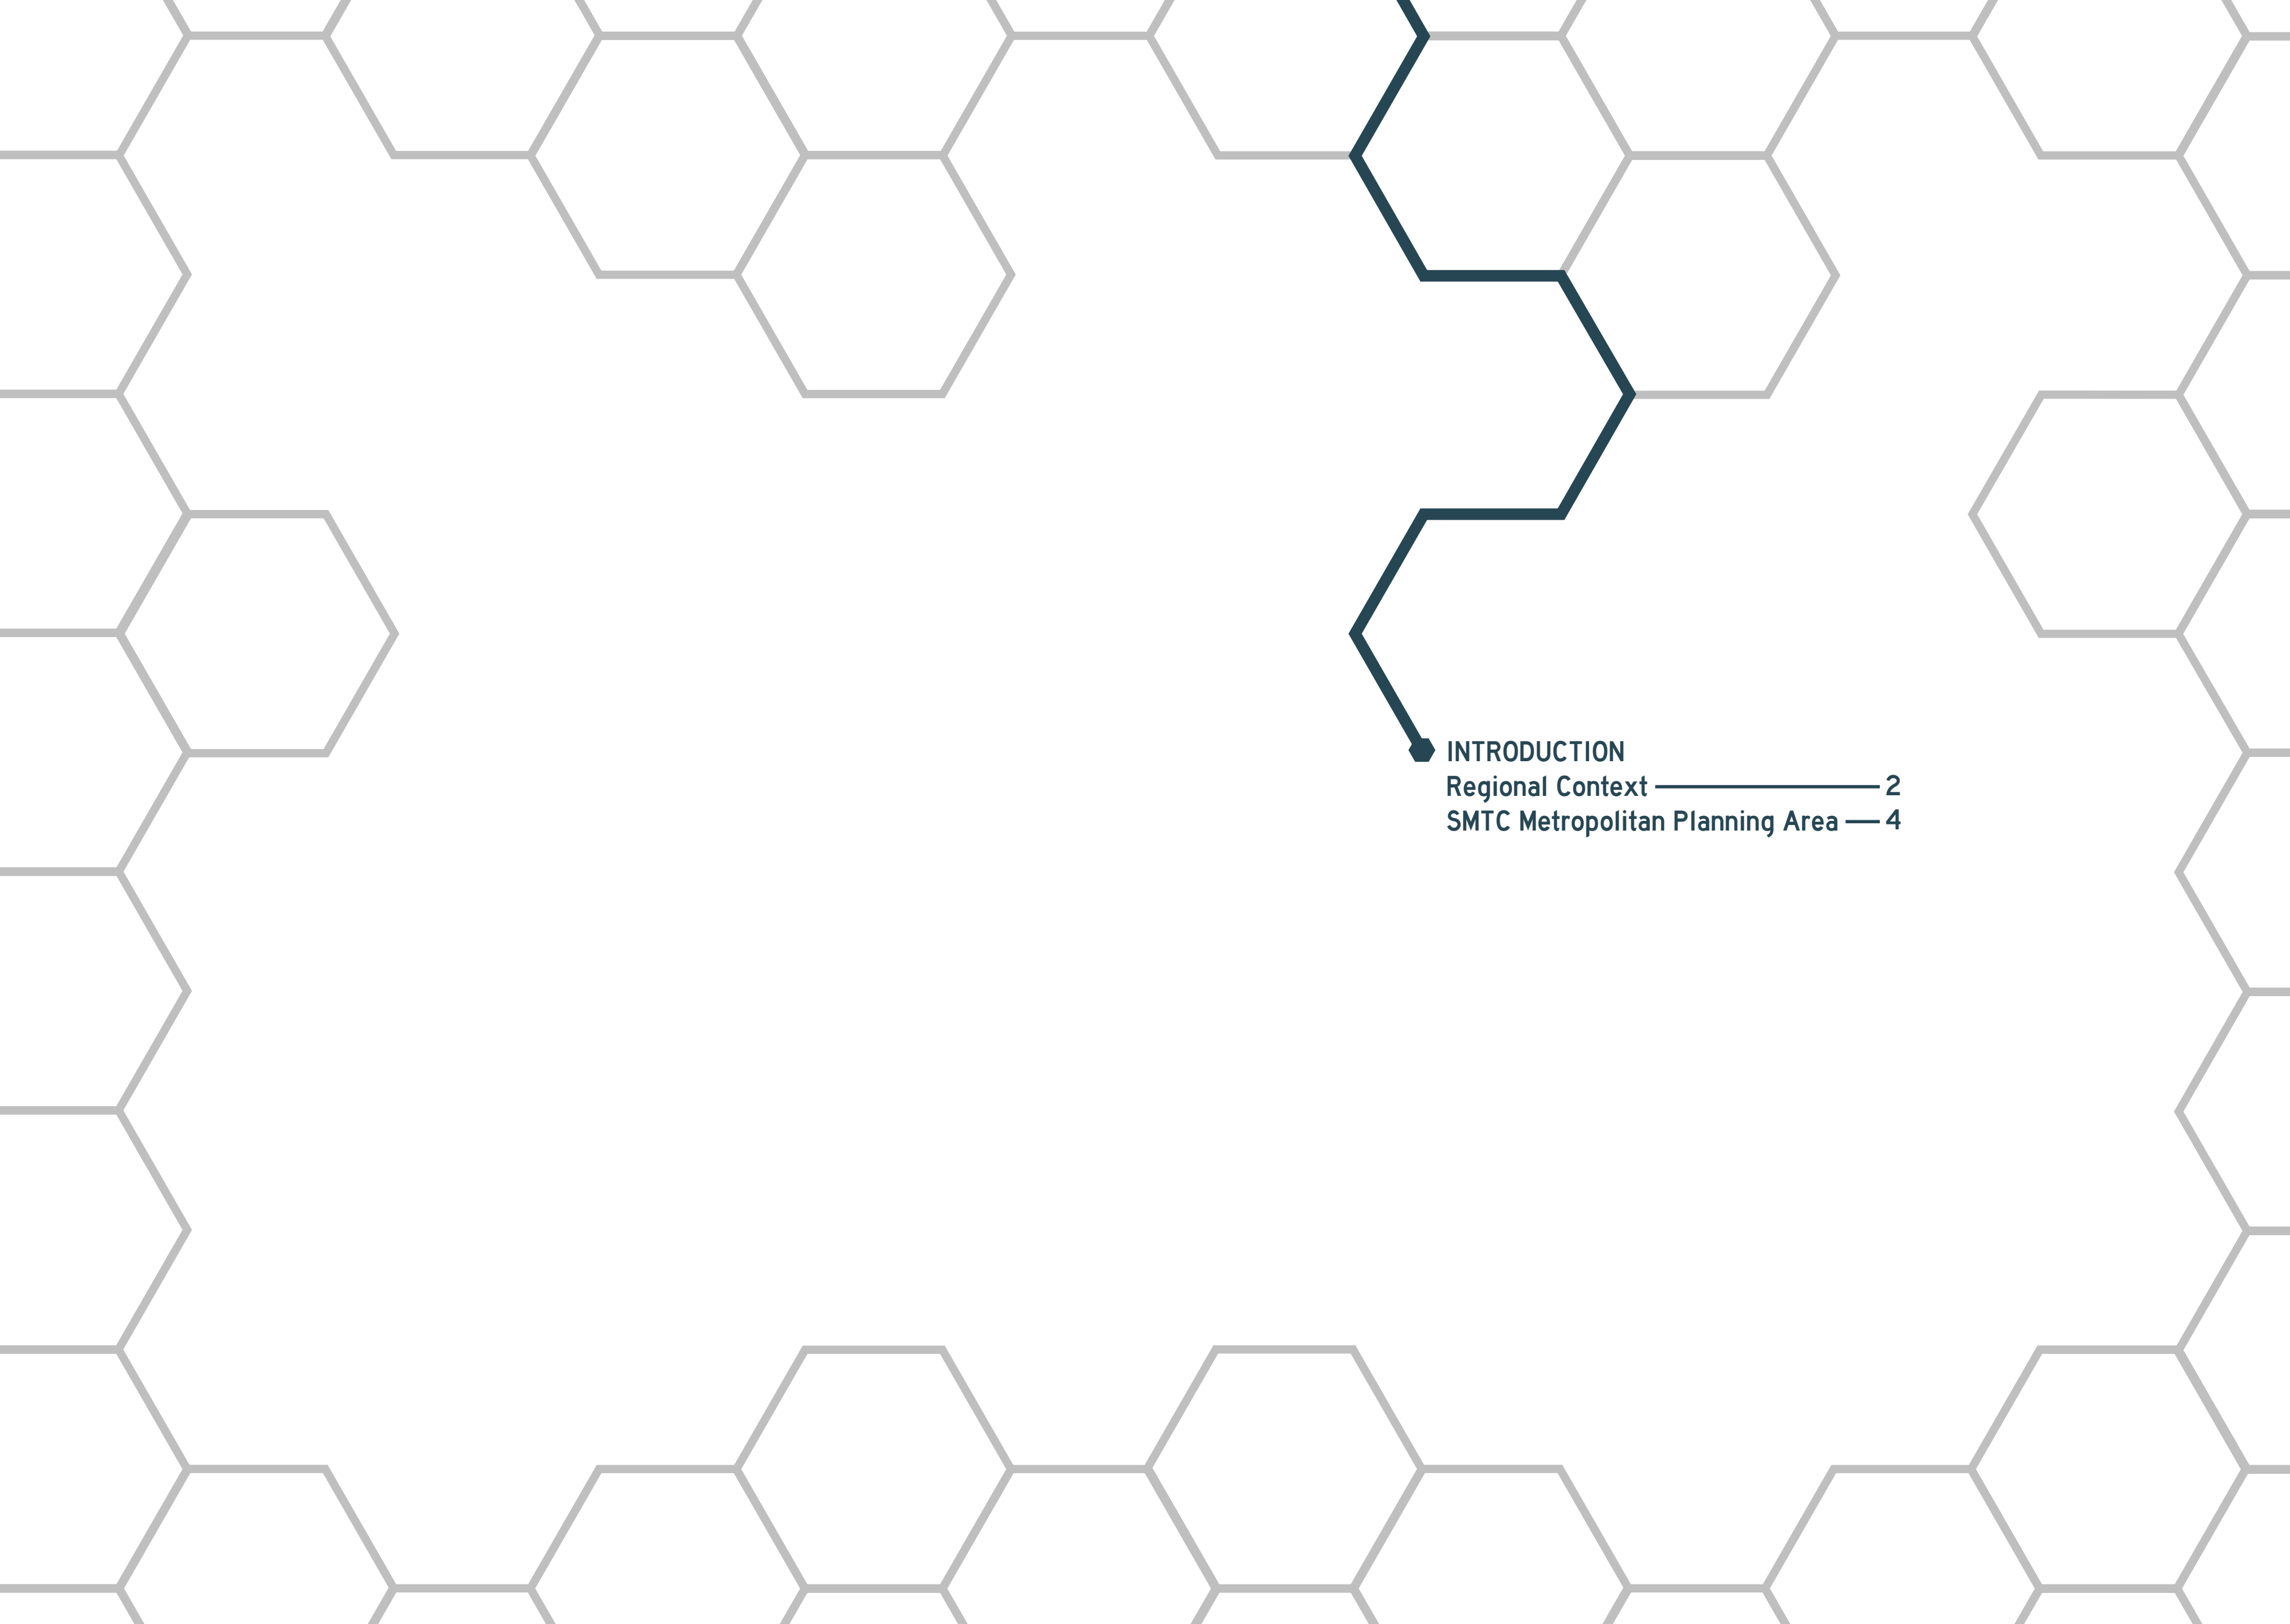 INTRODUCTION
Regional Context 2
SMTC Metropolitan Planning Area 4